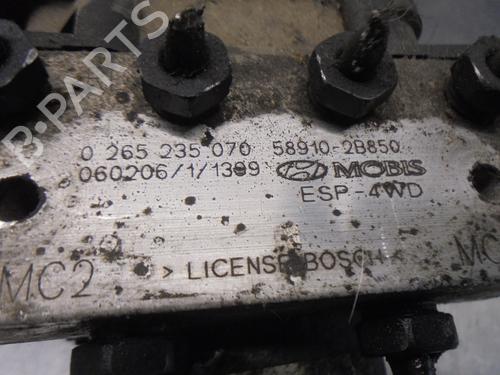 0 265 235 070 58910-2B850
060206/1/1399 MOBIS
ESP-4WD
MC2 > LICENSE BOSCH < MC
B-PARTS